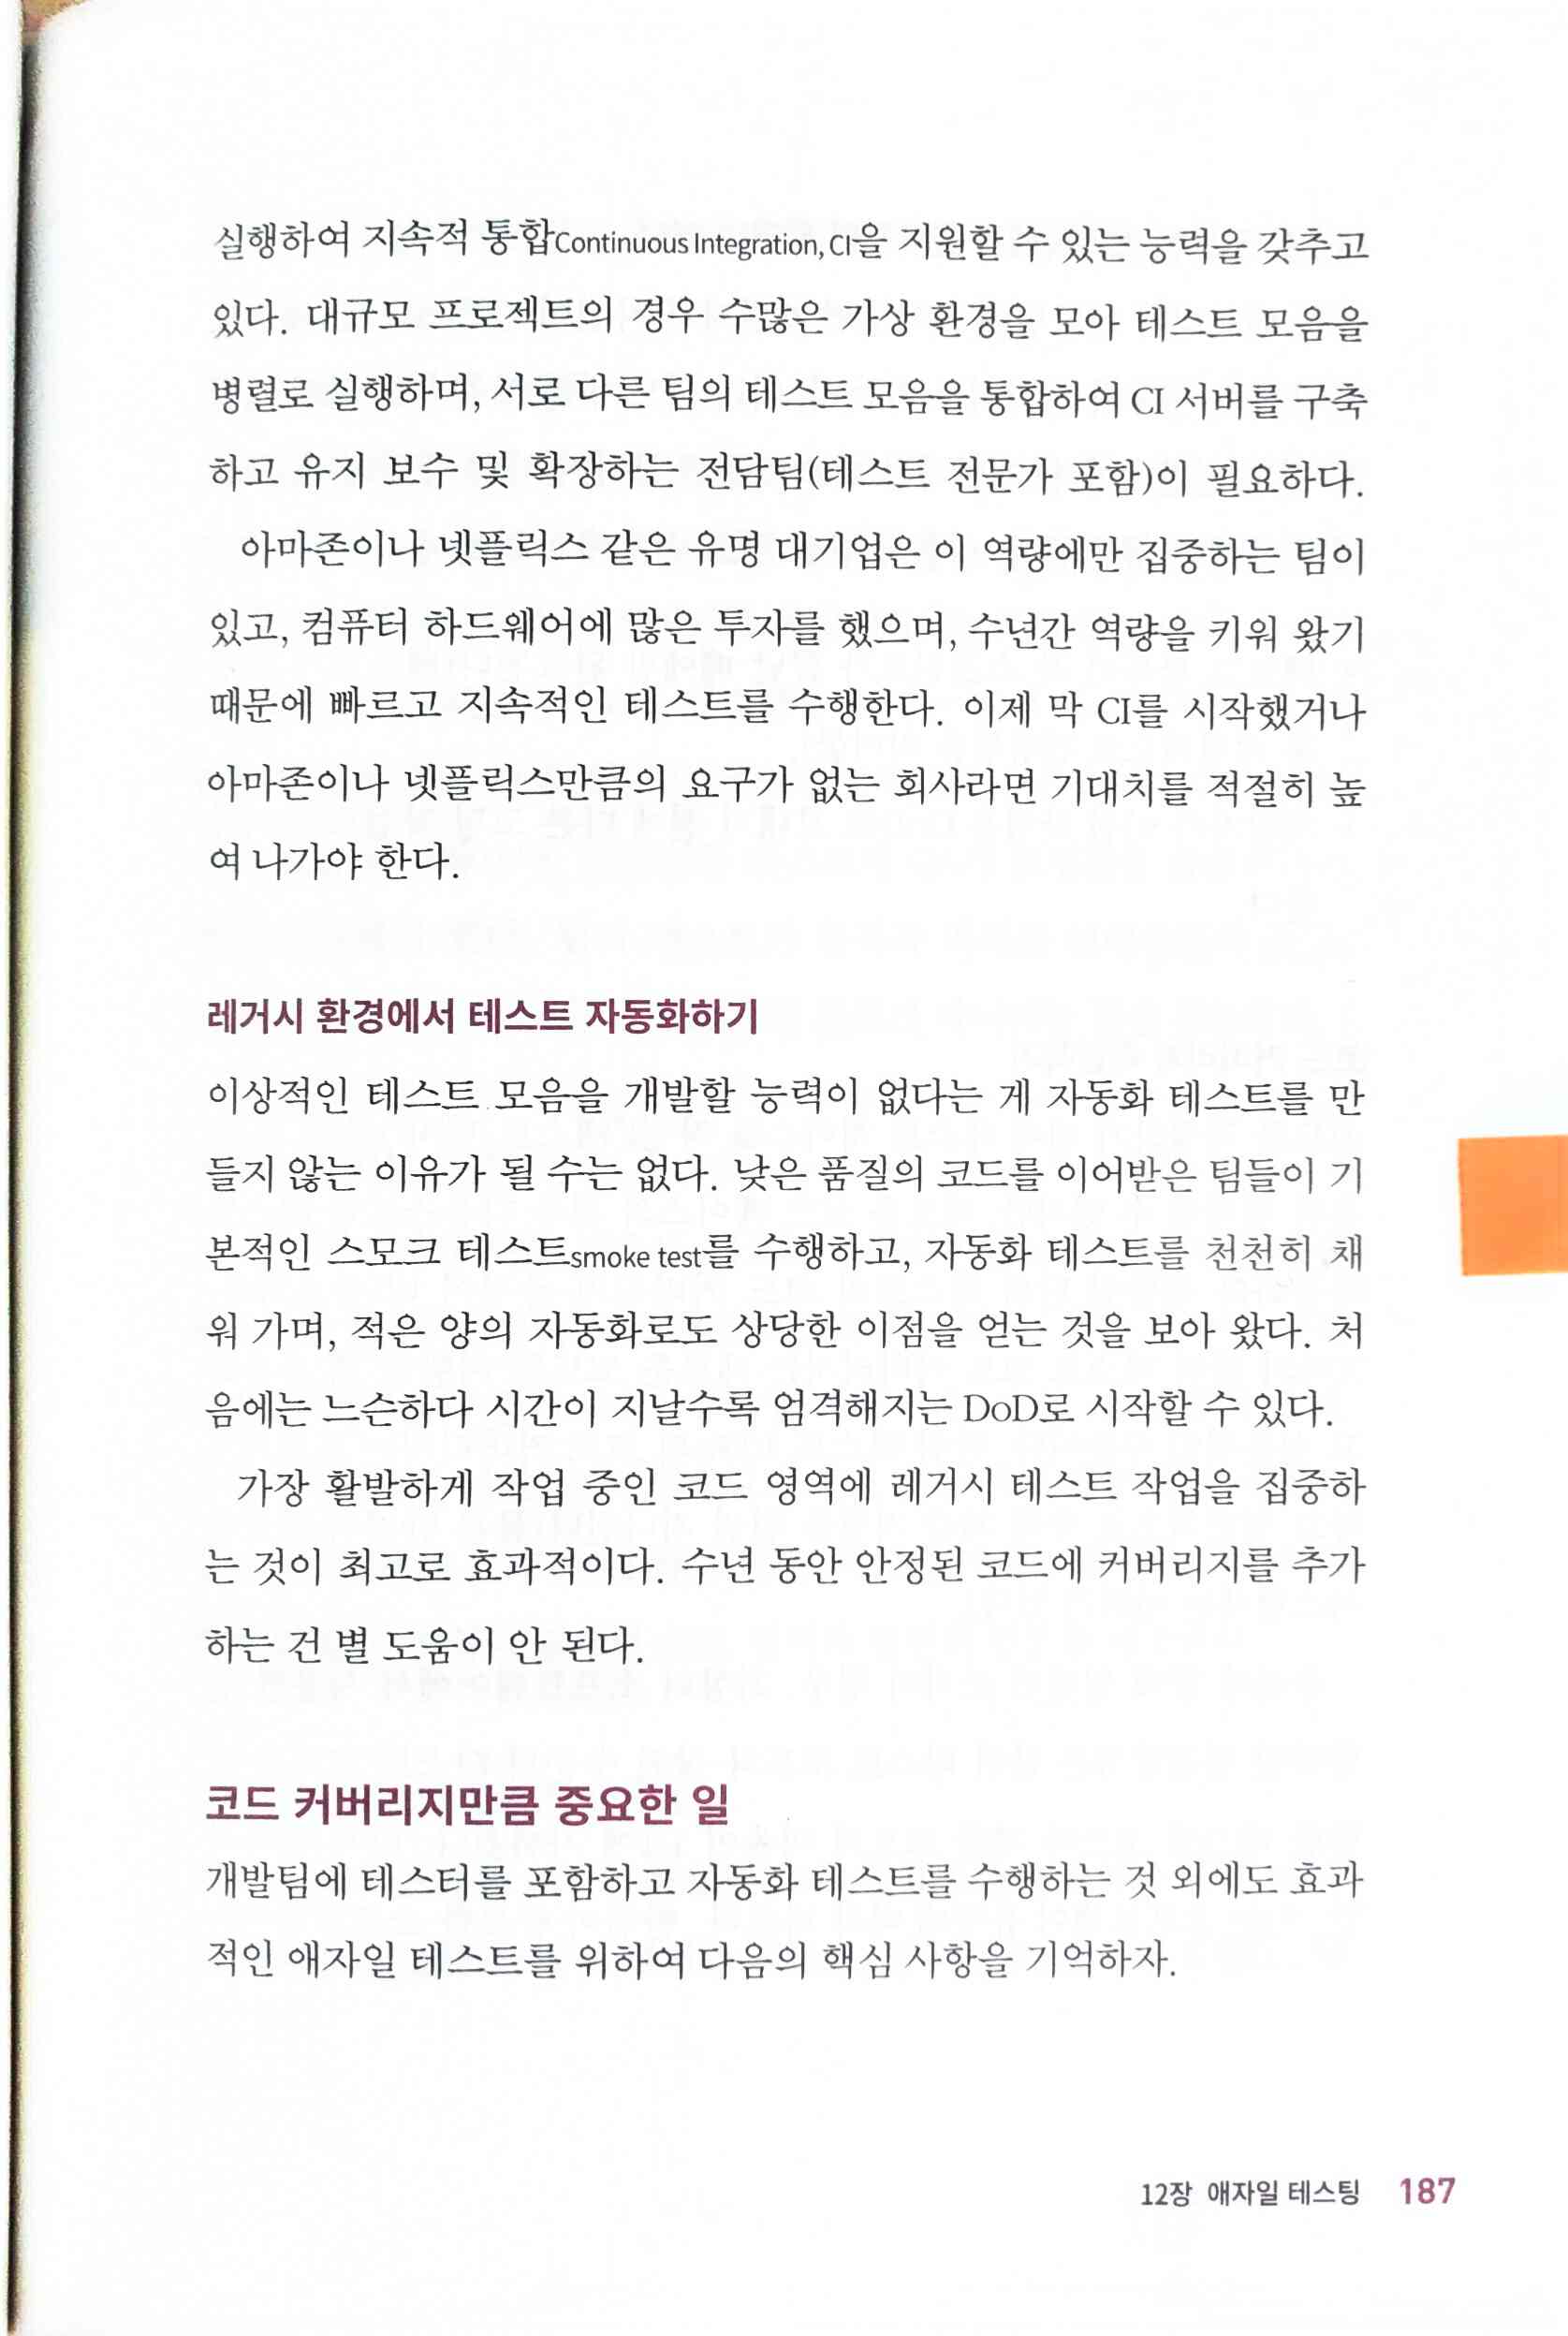 실행하여 지속적 통합Continuous Integration, CI을 지원할 수 있는 능력을 갖추고
있다. 대규모 프로젝트의 경우 수많은 가상 환경을 모아 테스트 모음을
병렬로 실행하며, 서로 다른 팀의 테스트 모음을 통합하여 CI 서버를 구축
하고 유지 보수 및 확장하는 전담팀(테스트 전문가 포함)이 필요하다.
아마존이나 넷플릭스 같은 유명 대기업은 이 역량에만 집중하는 팀이
있고, 컴퓨터 하드웨어에 많은 투자를 했으며, 수년간 역량을 키워 왔기
때문에 빠르고 지속적인 테스트를 수행한다. 이제 막 CI를 시작했거나
아마존이나 넷플릭스만큼의 요구가 없는 회사라면 기대치를 적절히 높
여 나가야 한다.
레거시 환경에서 테스트 자동화하기
이상적인 테스트 모음을 개발할 능력이 없다는 게 자동화 테스트를 만
들지 않는 이유가 될 수는 없다. 낮은 품질의 코드를 이어받은 팀들이 기
본적인 스모크 테스트smoke test를 수행하고, 자동화 테스트를 천천히 채
워 가며, 적은 양의 자동화로도 상당한 이점을 얻는 것을 보아 왔다. 처
음에는 느슨하다 시간이 지날수록 엄격해지는 DoD로 시작할 수 있다.
가장 활발하게 작업 중인 코드 영역에 레거시 테스트 작업을 집중하
는 것이 최고로 효과적이다. 수년 동안 안정된 코드에 커버리지를 추가
하는 건 별 도움이 안 된다.
코드 커버리지만큼 중요한 일
개발팀에 테스터를 포함하고 자동화 테스트를 수행하는 것 외에도 효과
적인 애자일 테스트를 위하여 다음의 핵심 사항을 기억하자.
12장 애자일 테스팅 187